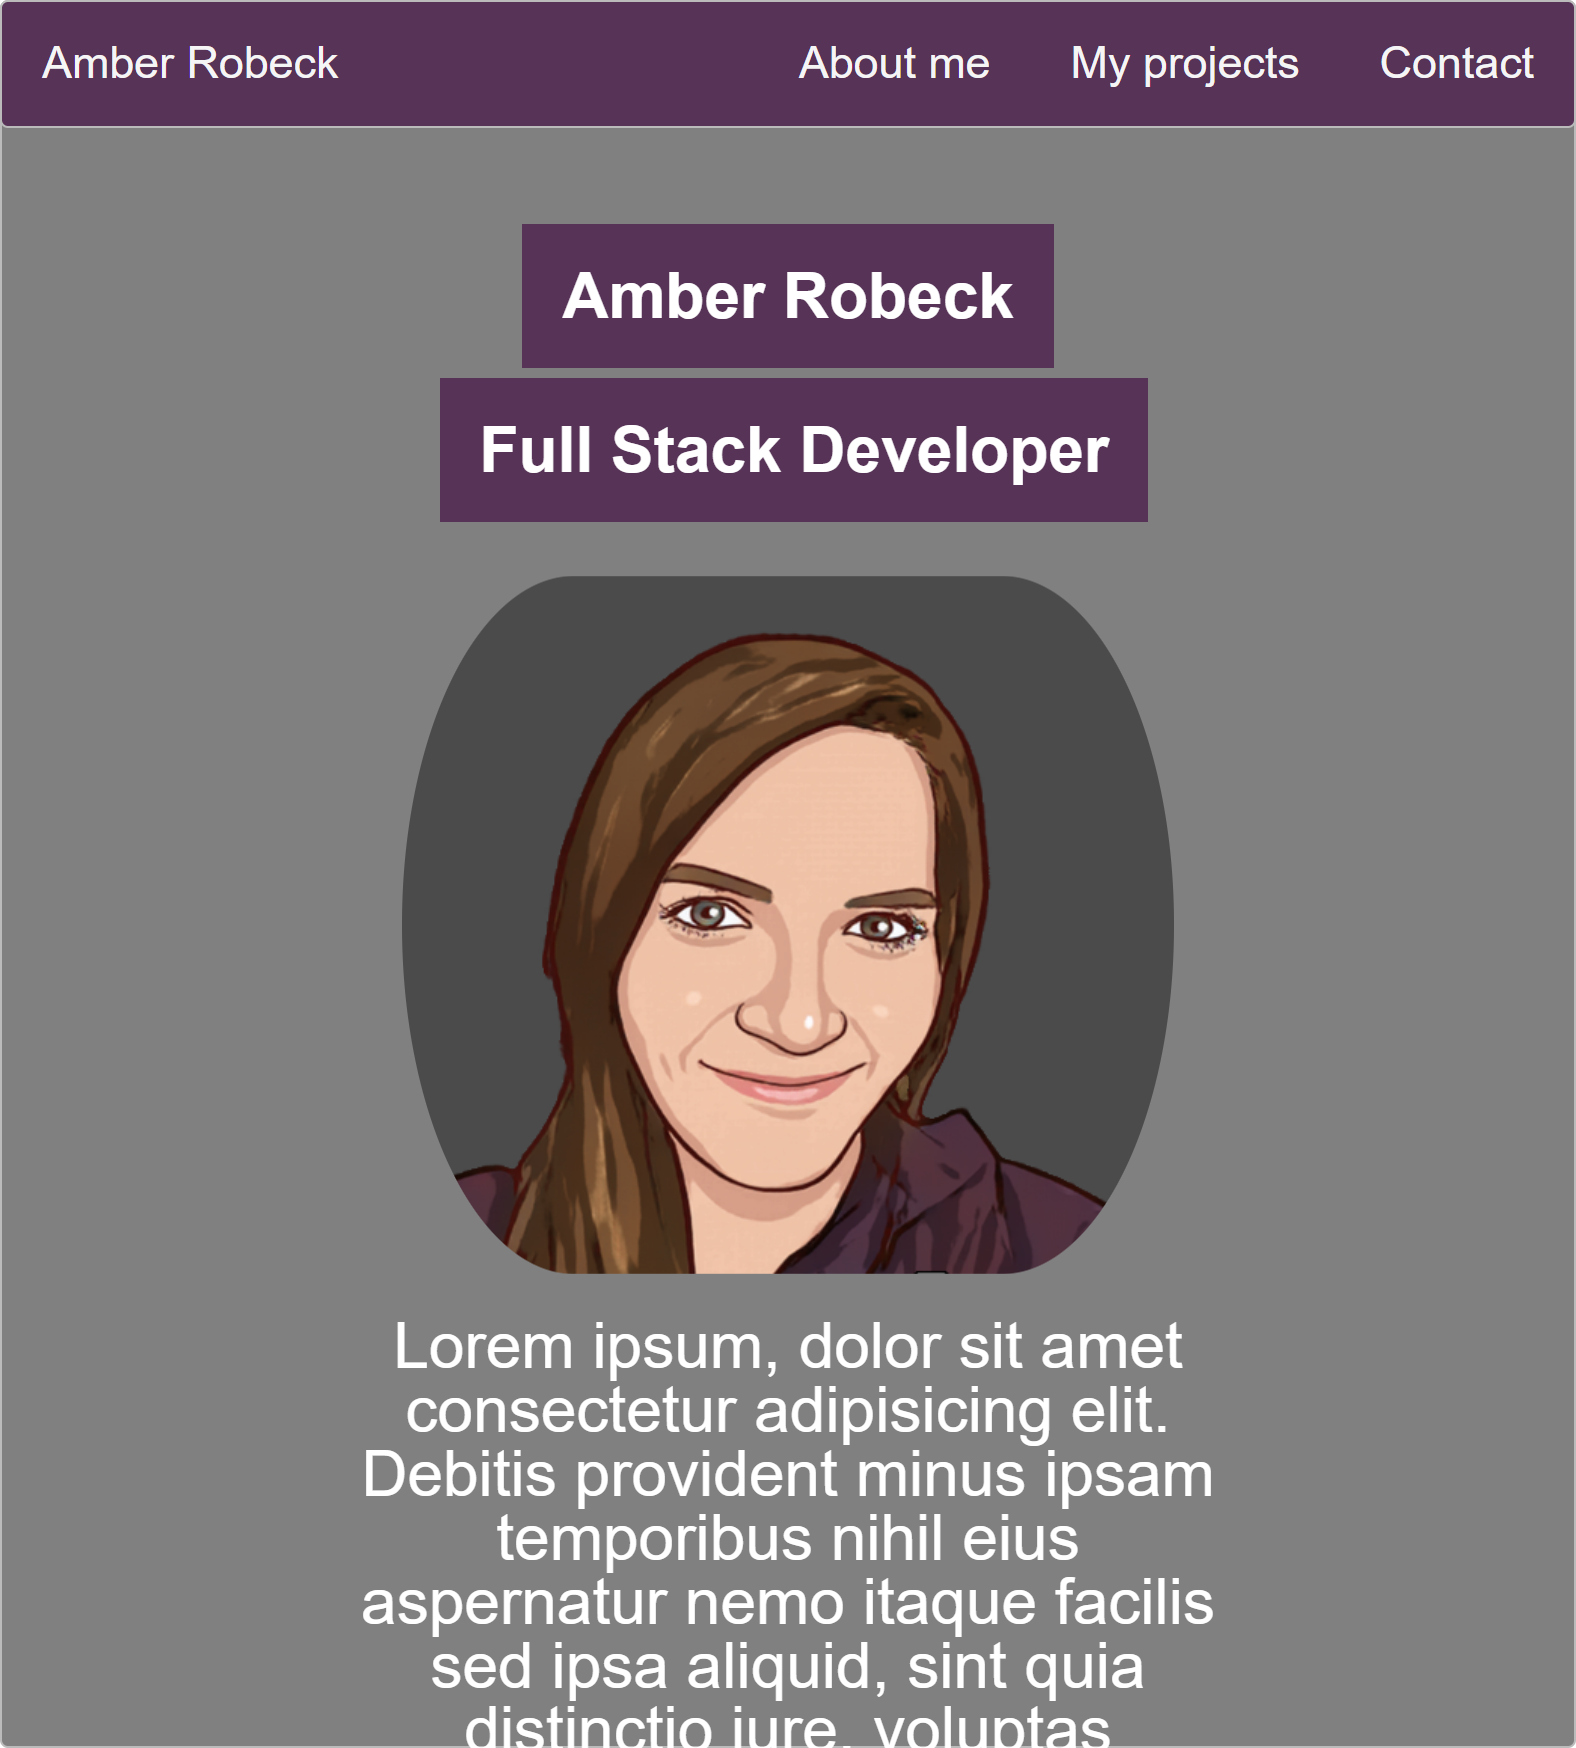 Amber Robeck About me My projects Contact
Amber Robeck
Full Stack Developer
Lorem ipsum, dolor sit amet
consectetur adipisicing elit.
Debitis provident minus ipsam
temporibus nihil eius
aspernatur nemo itaque facilis
sed ipsa aliquid, sint quia
distinctio iure, voluptas